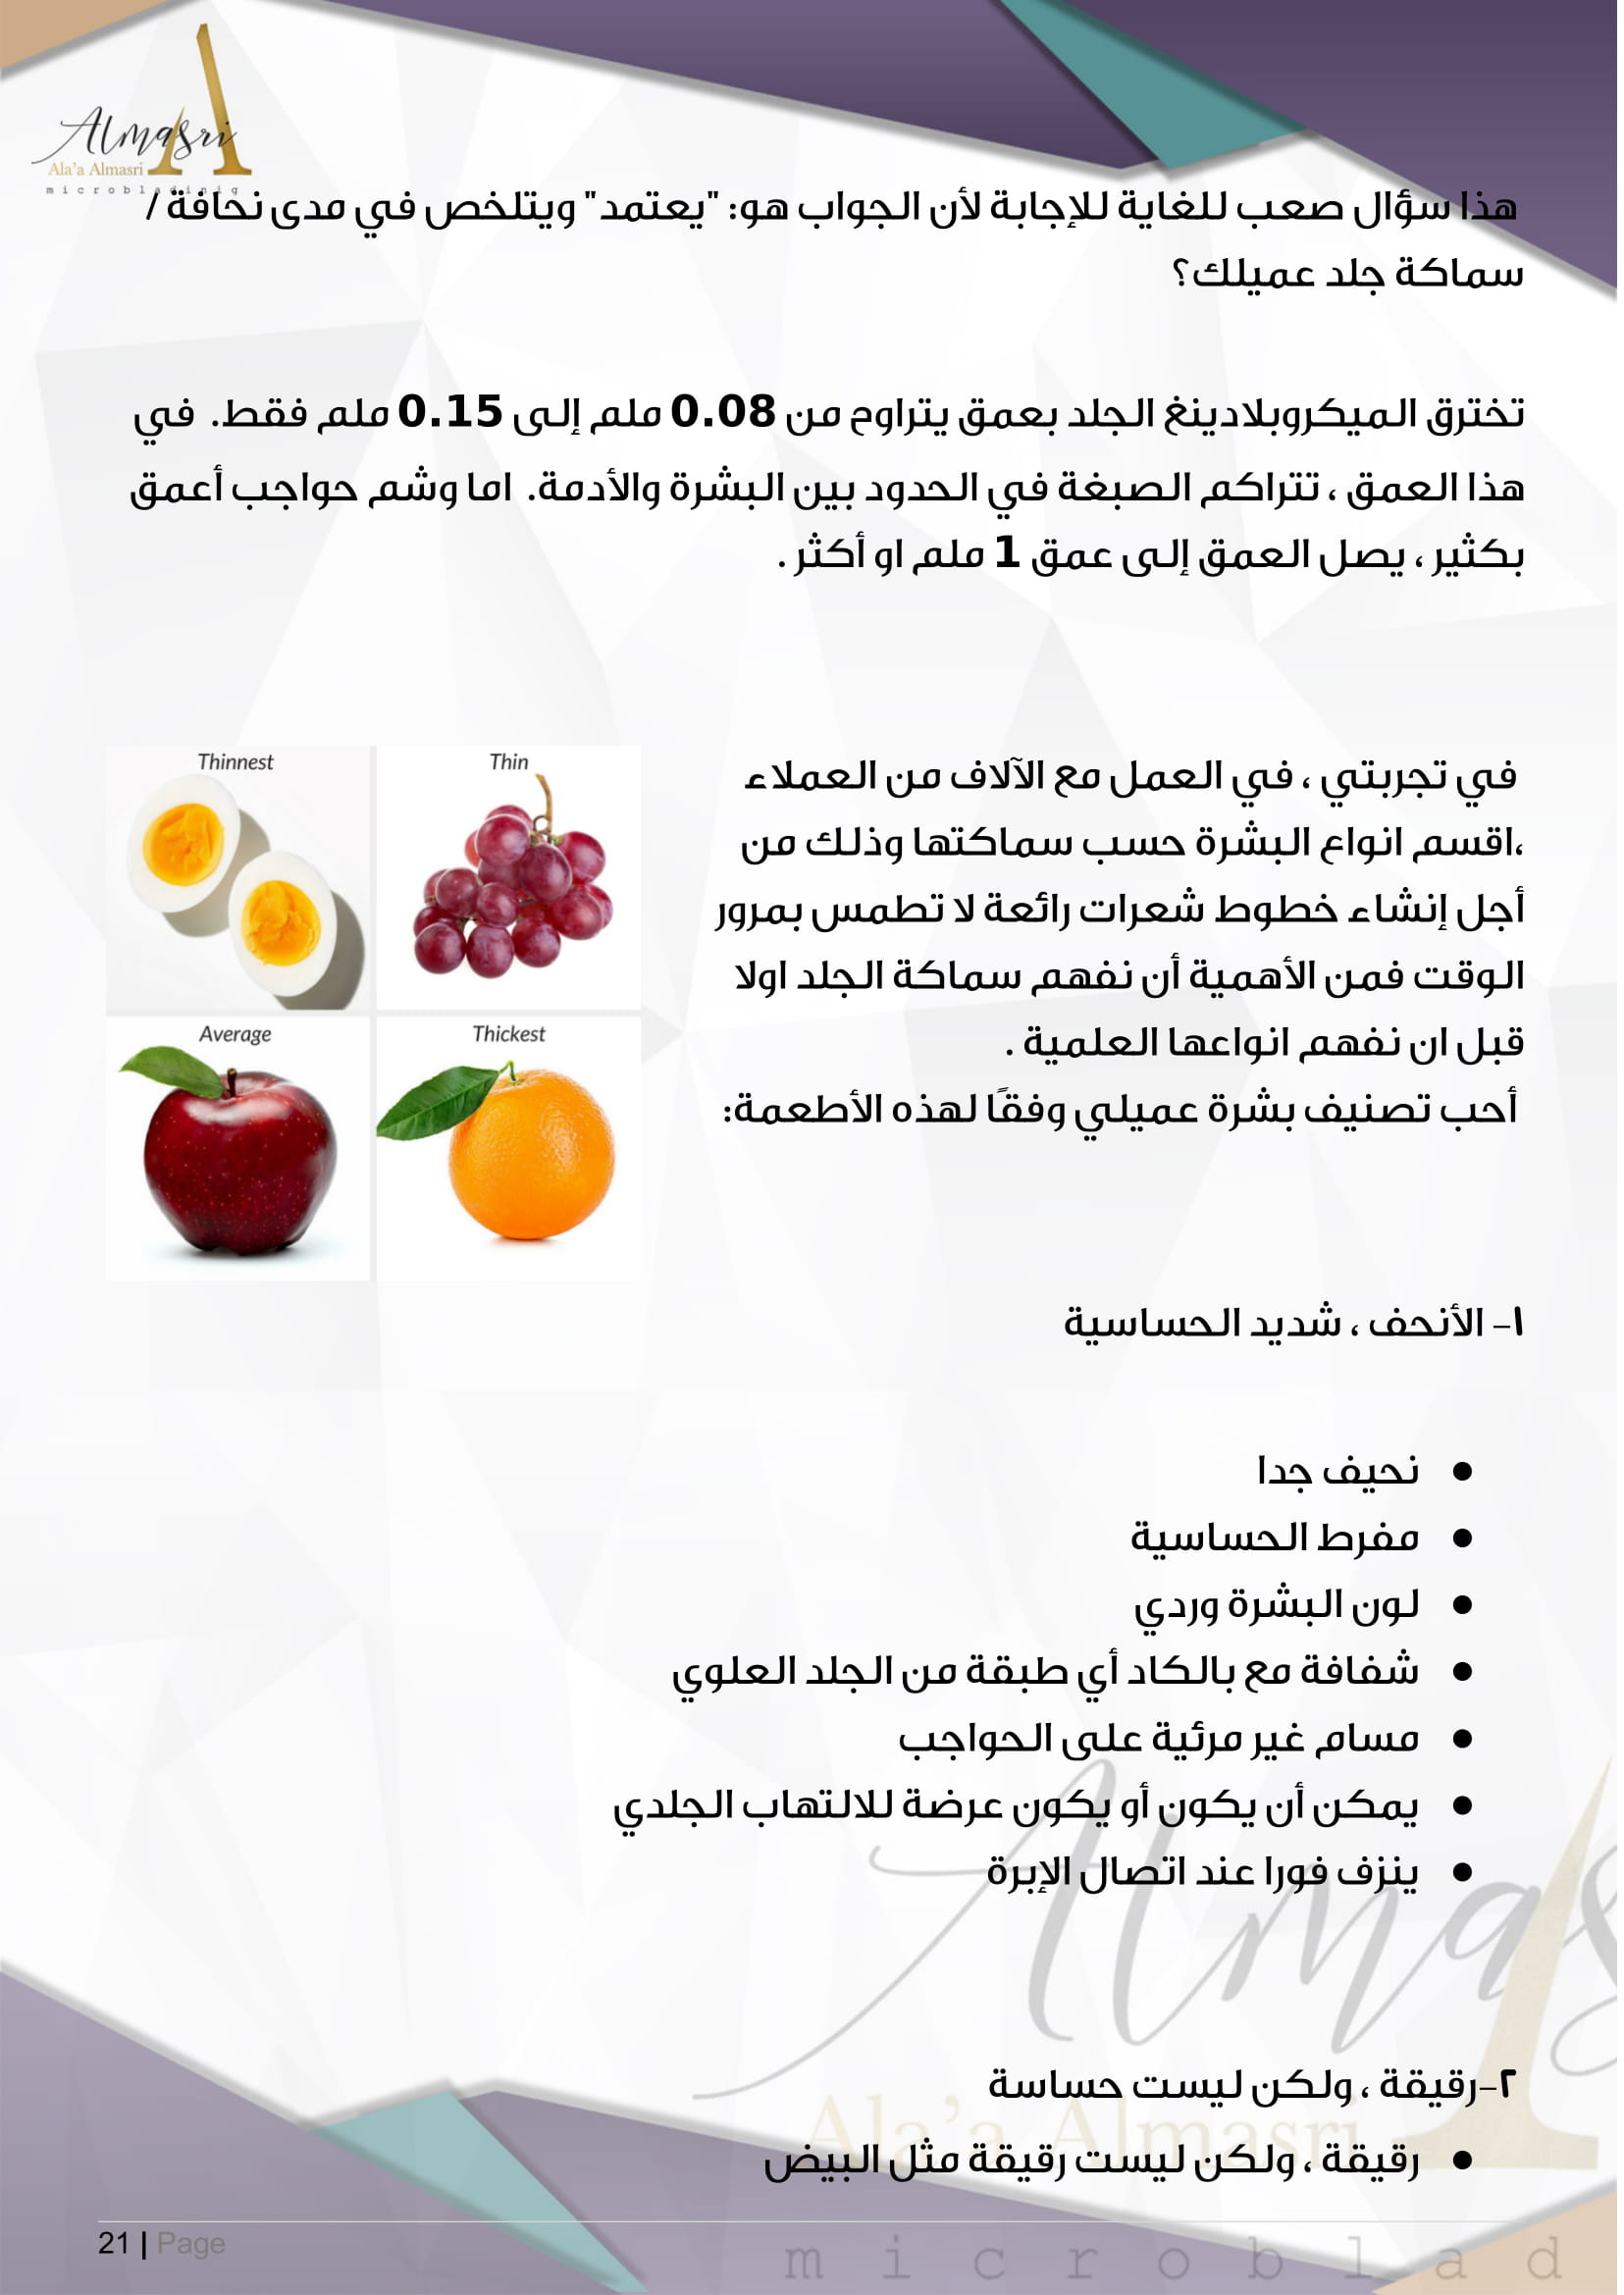 Almasri
Ala'a Almasri
microbladinig
هذا سؤال صعب للغاية للإجابة لأن الجواب هو: "يعتمد" ويتلخص في مدى نحافة /
سماكة جلد عميلك؟
تخترق الميكروبلادينغ الجلد بعمق يتراوح من 0.08 ملم إلى 0.15 ملم فقط. في
هذا العمق ، تتراكم الصبغة في الحدود بين البشرة والأدمة. اما وشم حواجب أعمق
بكثير ، يصل العمق إلى عمق 1 ملم او أكثر .
في تجربتي ، في العمل مع الآلاف من العملاء
،اقسم انواع البشرة حسب سماكتها وذلك من
أجل إنشاء خطوط شعرات رائعة لا تطمس بمرور
الوقت فمن الأهمية أن نفهم سماكة الجلد اولا
قبل ان نفهم انواعها العلمية .
أحب تصنيف بشرة عميلي وفقًا لهذه الأطعمة:
Thinnest
Thin
Average
Thickest
١- الأنحف ، شديد الحساسية
● نحيف جدا
● مفرط الحساسية
● لون البشرة وردي
● شفافة مع بالكاد أي طبقة من الجلد العلوي
● مسام غير مرئية على الحواجب
● يمكن أن يكون أو يكون عرضة للالتهاب الجلدي
● ينزف فورا عند اتصال الإبرة
٢-رقيقة ، ولكن ليست حساسة
● رقيقة ، ولكن ليست رقيقة مثل البيض
Almas
Ala'a Almasri
microblad
21 | Page